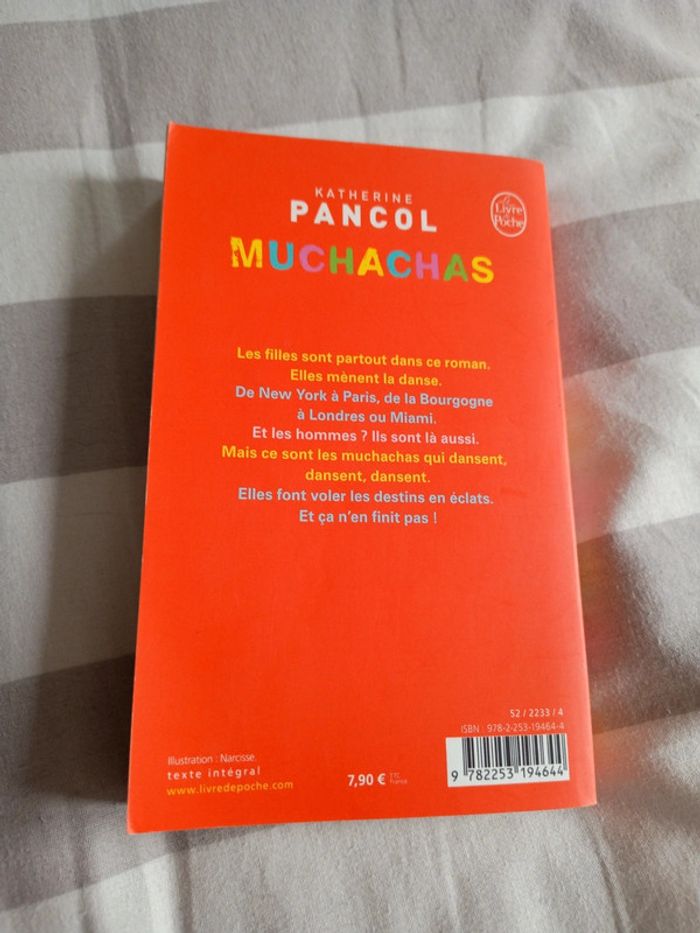 KATHERINE
PANCOL
Le Livre
de
Poche
MUCHACHAS
Les filles sont partout dans ce roman.
Elles mènent la danse.
De New York à Paris, de la Bourgogne
à Londres ou Miami.
Et les hommes ? Ils sont là aussi.
Mais ce sont les muchachas qui dansent,
dansent, dansent.
Elles font voler les destins en éclats.
Et ça n'en finit pas !
52 / 2233 / 4
ISBN : 978-2-253-19464-4
9 782253 194644
Illustration : Narcisse.
texte intégral
www.livredepoche.com
7,90 € TTC
France